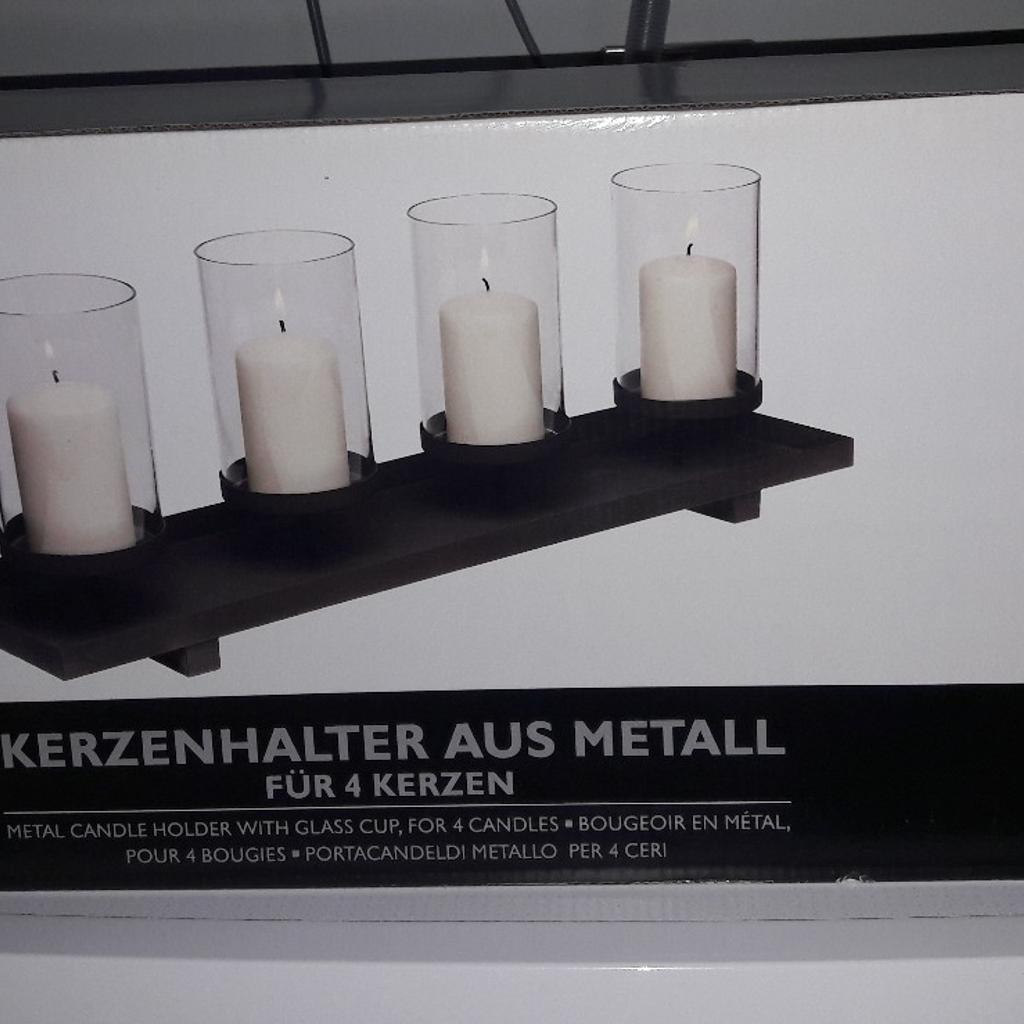 KERZENHALTER AUS METALL
FÜR 4 KERZEN
METAL CANDLE HOLDER WITH GLASS CUP, FOR 4 CANDLES ▪ BOUGEOIR EN MÉTAL,
POUR 4 BOUGIES ▪ PORTACANDELDI METALLO PER 4 CERI